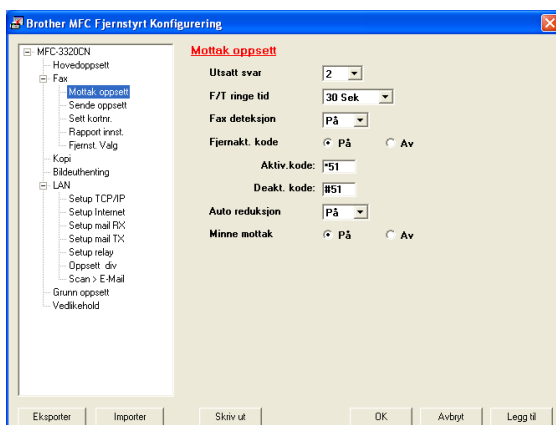 Brother MFC Fjernstyrt Konfigurering
MFC-3320CN
Hovedoppsett
Fax
Mottak oppsett
Sende oppsett
Sett kortnr.
Rapport innst.
Fjernst. Valg
Kopi
Bildeuthenting
LAN
Setup TCP/IP
Setup Internet
Setup mail RX
Setup mail TX
Setup relay
Oppsett div
Scan > E-Mail
Grunn oppsett
Vedlikehold
Mottak oppsett
Utsatt svar 2
F/T ringe tid 30 Sek
Fax deteksjon På
Fjernakt. kode På Av
Aktiv.kode: *51
Deakt. kode: #51
Auto reduksjon På
Minne mottak På Av
Eksporter Importer Skriv ut OK Avbryt Legg til